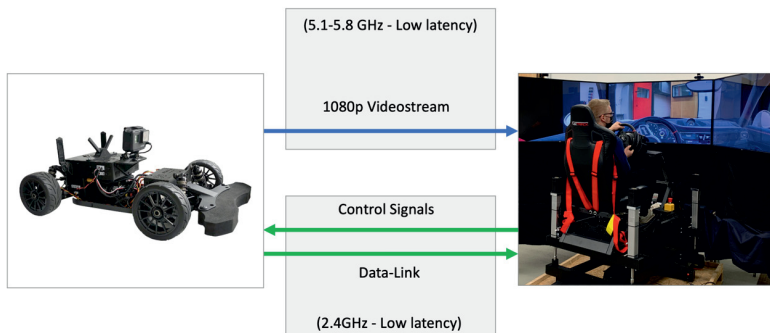 (5.1-5.8 GHz - Low latency)
1080p Videostream
Control Signals
Data-Link
(2.4GHz - Low latency)